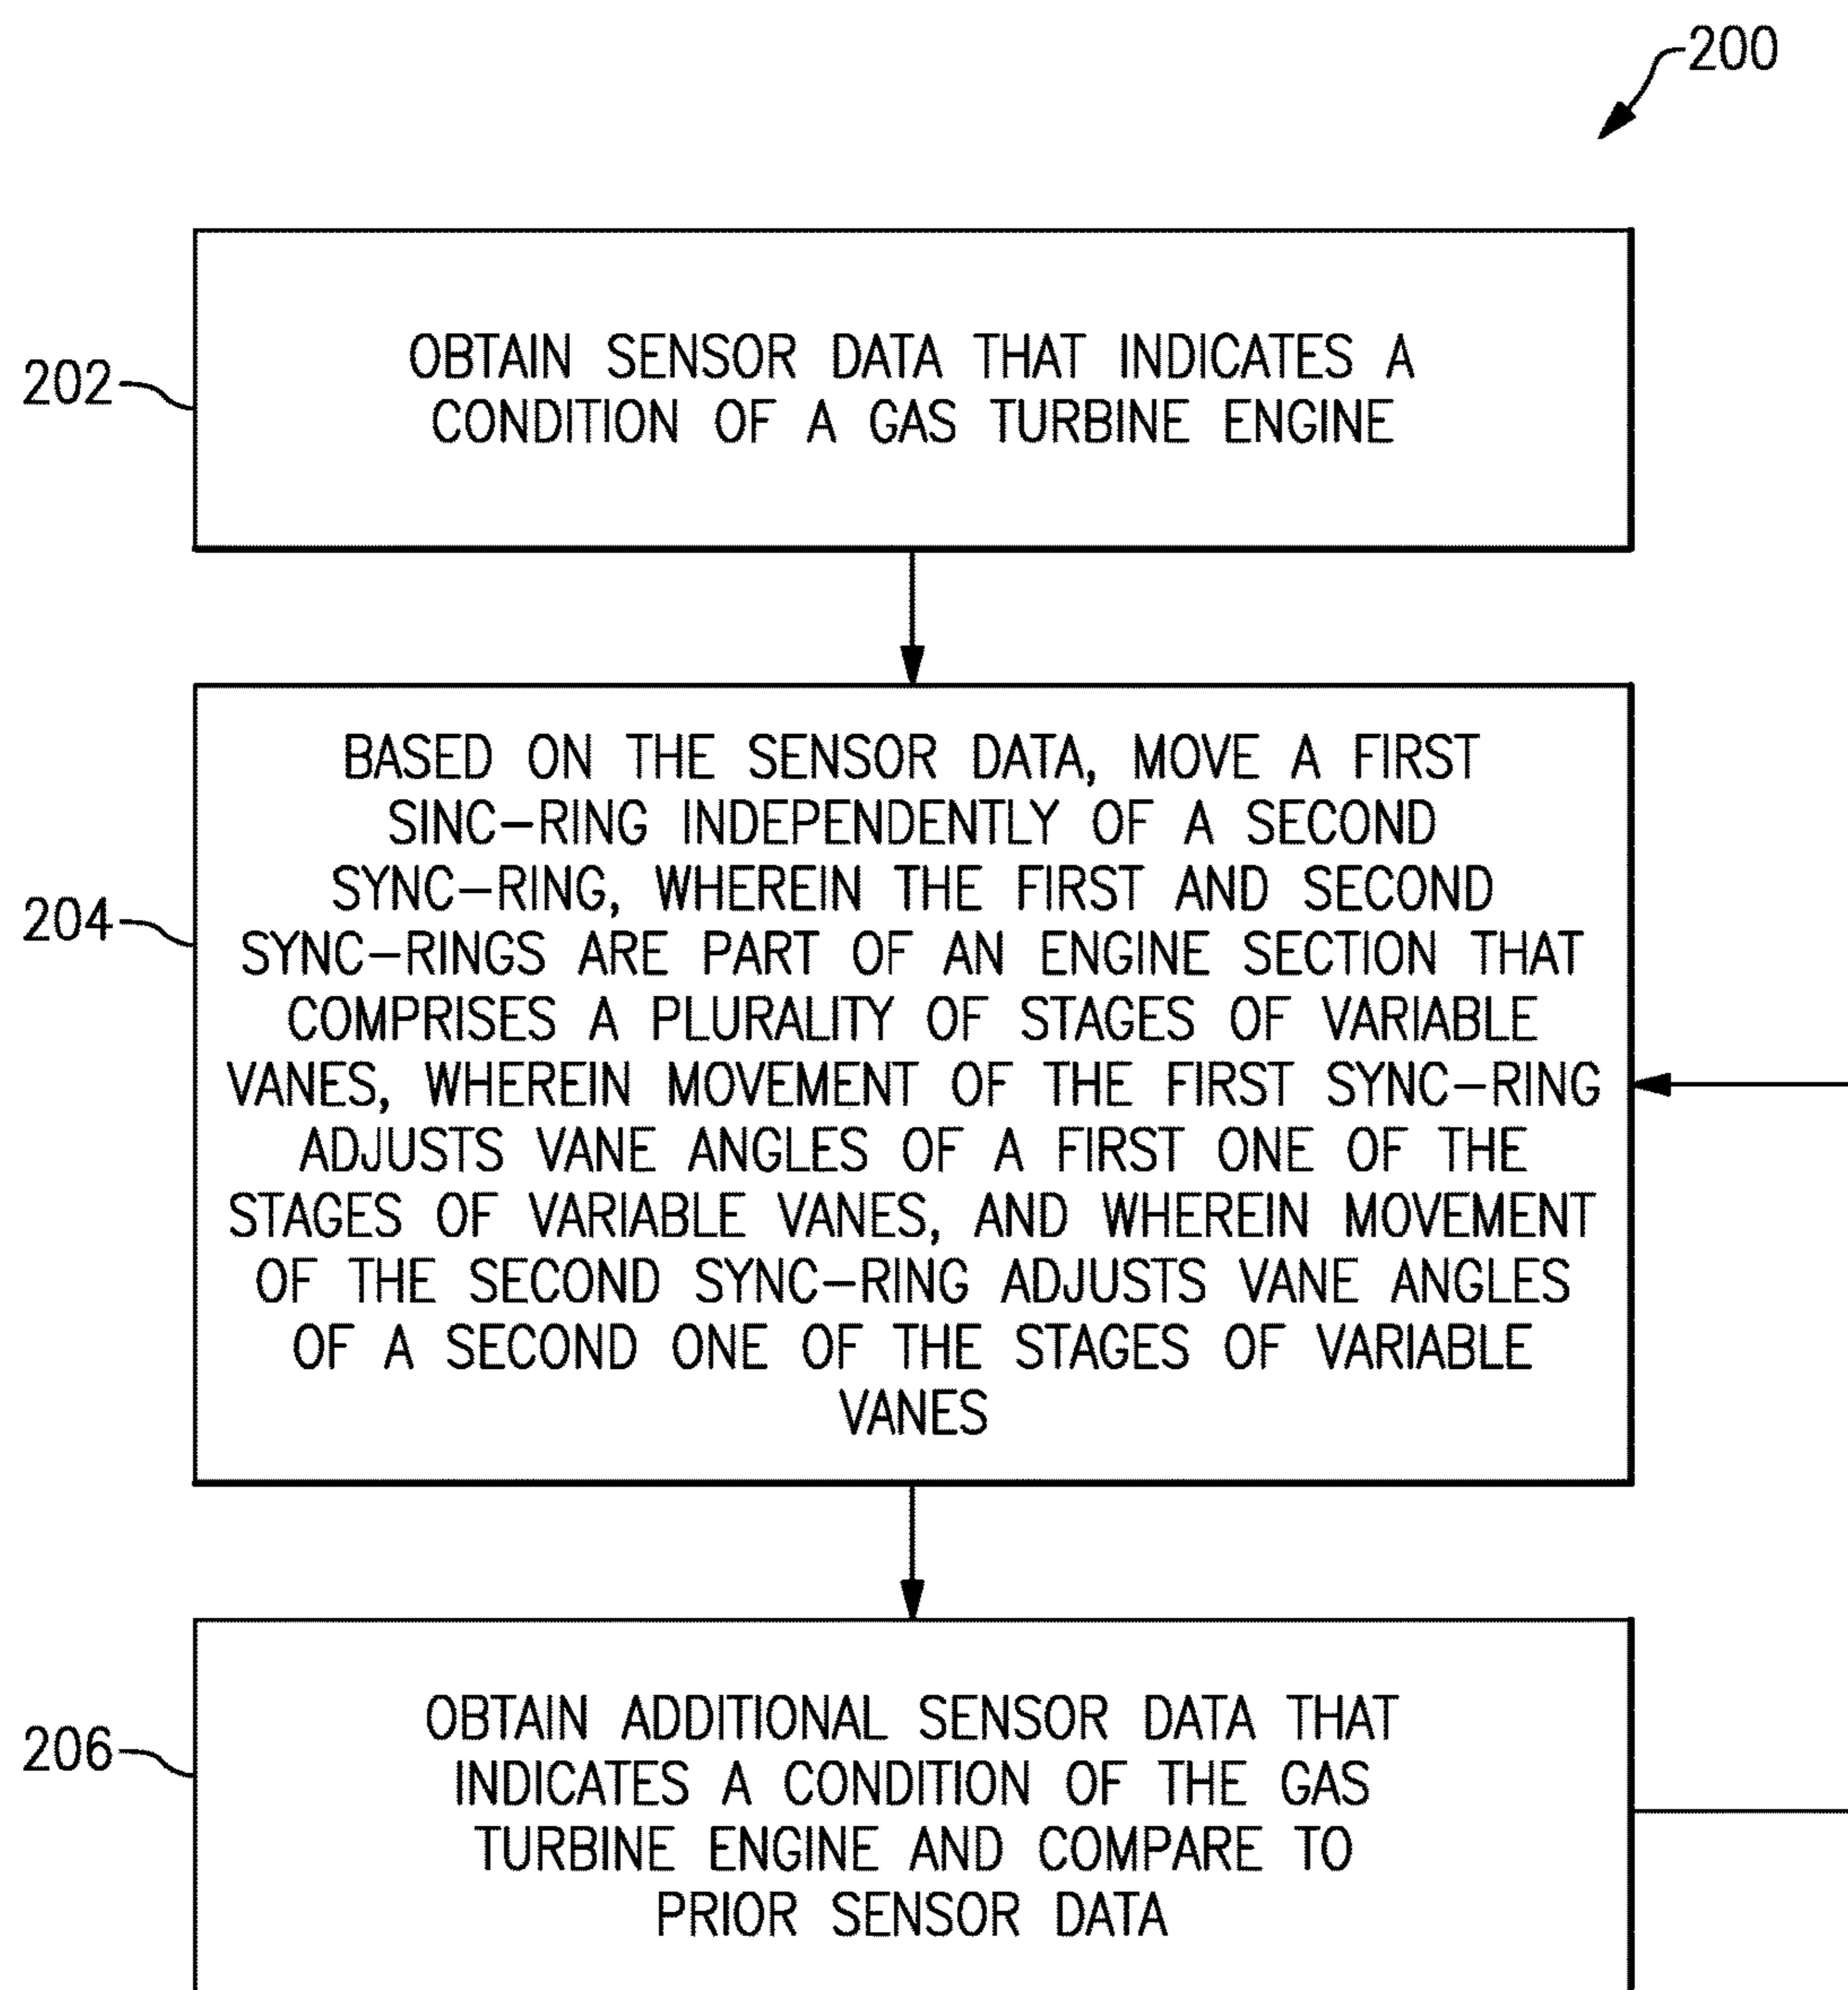 200
202
OBTAIN SENSOR DATA THAT INDICATES A
CONDITION OF A GAS TURBINE ENGINE
204
BASED ON THE SENSOR DATA, MOVE A FIRST
SINC-RING INDEPENDENTLY OF A SECOND
SYNC-RING, WHEREIN THE FIRST AND SECOND
SYNC-RINGS ARE PART OF AN ENGINE SECTION THAT
COMPRISES A PLURALITY OF STAGES OF VARIABLE
VANES, WHEREIN MOVEMENT OF THE FIRST SYNC-RING
ADJUSTS VANE ANGLES OF A FIRST ONE OF THE
STAGES OF VARIABLE VANES, AND WHEREIN MOVEMENT
OF THE SECOND SYNC-RING ADJUSTS VANE ANGLES
OF A SECOND ONE OF THE STAGES OF VARIABLE
VANES
206
OBTAIN ADDITIONAL SENSOR DATA THAT
INDICATES A CONDITION OF THE GAS
TURBINE ENGINE AND COMPARE TO
PRIOR SENSOR DATA